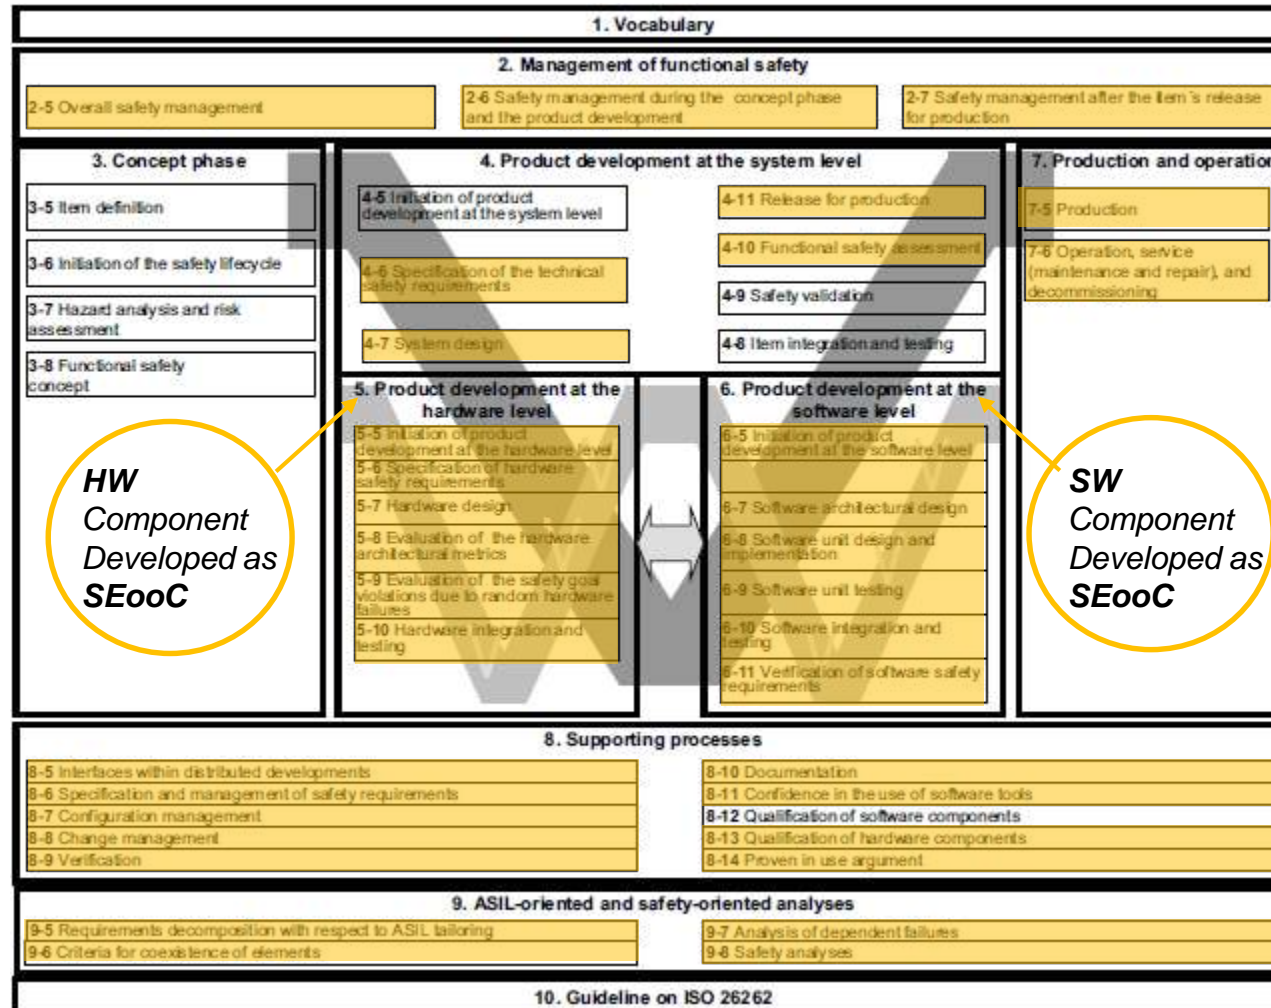 1. Vocabulary
2. Management of functional safety
2-5 Overall safety management
2-6 Safety management during the concept phase
and the product development
2-7 Safety management after the item´s release
for production
3. Concept phase
3-5 Item definition
3-6 Initiation of the safety lifecycle
3-7 Hazard analysis and risk
assessment
3-8 Functional safety
concept
4. Product development at the system level
4-5 Initiation of product
development at the system level
4-6 Specification of the technical
safety requirements
4-7 System design
4-11 Release for production
4-10 Functional safety assessment
4-9 Safety validation
4-8 Item integration and testing
7. Production and operation
7-5 Production
7-6 Operation, service
(maintenance and repair), and
decommissioning
HW
Component
Developed as
SEooC
5. Product development at the
hardware level
5-5 Initiation of product
development at the hardware level
5-6 Specification of hardware
safety requirements
5-7 Hardware design
5-8 Evaluation of the hardware
architectural metrics
5-9 Evaluation of the safety goal
violations due to random hardware
failures
5-10 Hardware integration and
testing
6. Product development at the
software level
6-5 Initiation of product
development at the software level
6-7 Software architectural design
6-8 Software unit design and
implementation
6-9 Software unit testing
6-10 Software integration and
testing
6-11 Verification of software safety
requirements
SW
Component
Developed as
SEooC
8. Supporting processes
8-5 Interfaces within distributed developments
8-6 Specification and management of safety requirements
8-7 Configuration management
8-8 Change management
8-9 Verification
8-10 Documentation
8-11 Confidence in the use of software tools
8-12 Qualification of software components
8-13 Qualification of hardware components
8-14 Proven in use argument
9. ASIL-oriented and safety-oriented analyses
9-5 Requirements decomposition with respect to ASIL tailoring
9-6 Criteria for coexistence of elements
9-7 Analysis of dependent failures
9-8 Safety analyses
10. Guideline on ISO 26262